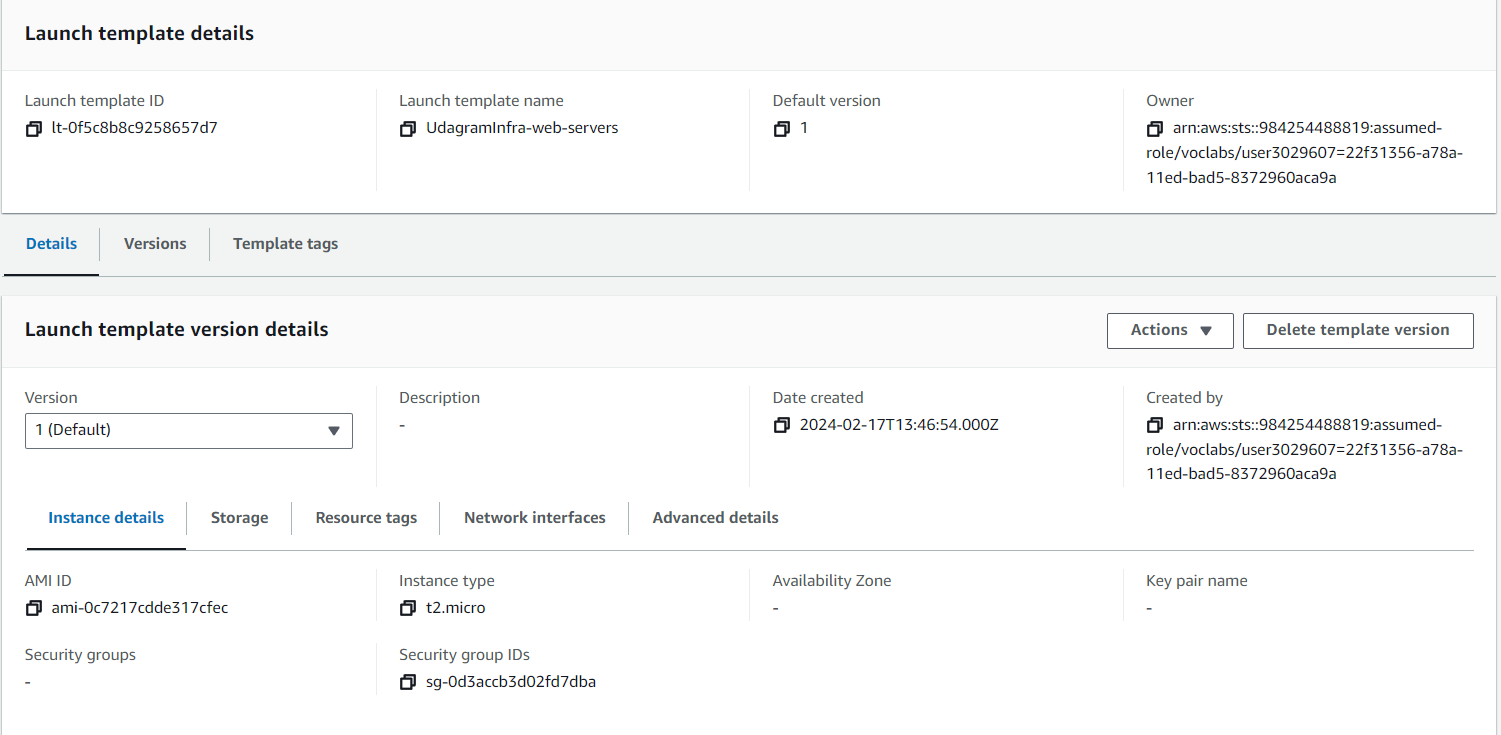 Launch template details
Launch template ID
lt-0f5c8b8c9258657d7
Launch template name
UdagramInfra-web-servers
Default version
1
Owner
arn:aws:sts::984254488819:assumed-
role/voclabs/user3029607=22f31356-a78a-
11ed-bad5-8372960aca9a
Details
Versions
Template tags
Launch template version details
Actions
Delete template version
Version
1 (Default)
Description
-
Date created
2024-02-17T13:46:54.000Z
Created by
arn:aws:sts::984254488819:assumed-
role/voclabs/user3029607=22f31356-a78a-
11ed-bad5-8372960aca9a
Instance details
Storage
Resource tags
Network interfaces
Advanced details
AMI ID
ami-0c7217cdde317cfec
Instance type
t2.micro
Availability Zone
-
Key pair name
-
Security groups
-
Security group IDs
sg-0d3accb3d02fd7dba